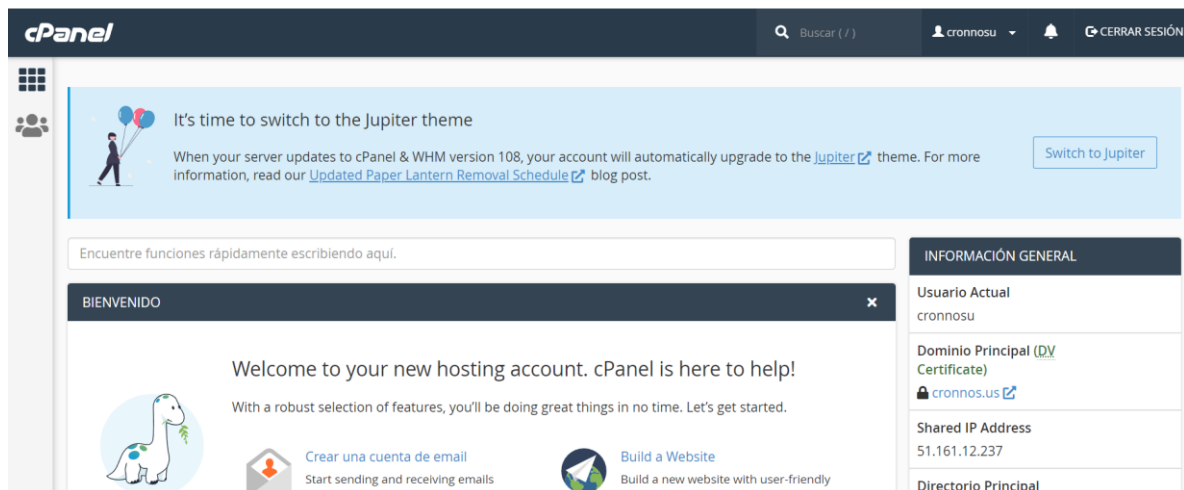 cPanel
Buscar ( / )
cronnosu
CERRAR SESIÓN
It's time to switch to the Jupiter theme
When your server updates to cPanel & WHM version 108, your account will automatically upgrade to the Jupiter theme. For more
information, read our Updated Paper Lantern Removal Schedule blog post.
Switch to Jupiter
Encuentre funciones rápidamente escribiendo aquí.
BIENVENIDO
Welcome to your new hosting account. cPanel is here to help!
With a robust selection of features, you'll be doing great things in no time. Let's get started.
Crear una cuenta de email
Start sending and receiving emails
Build a Website
Build a new website with user-friendly
INFORMACIÓN GENERAL
Usuario Actual
cronnosu
Dominio Principal (DV
Certificate)
cronnos.us
Shared IP Address
51.161.12.237
Directorio Principal